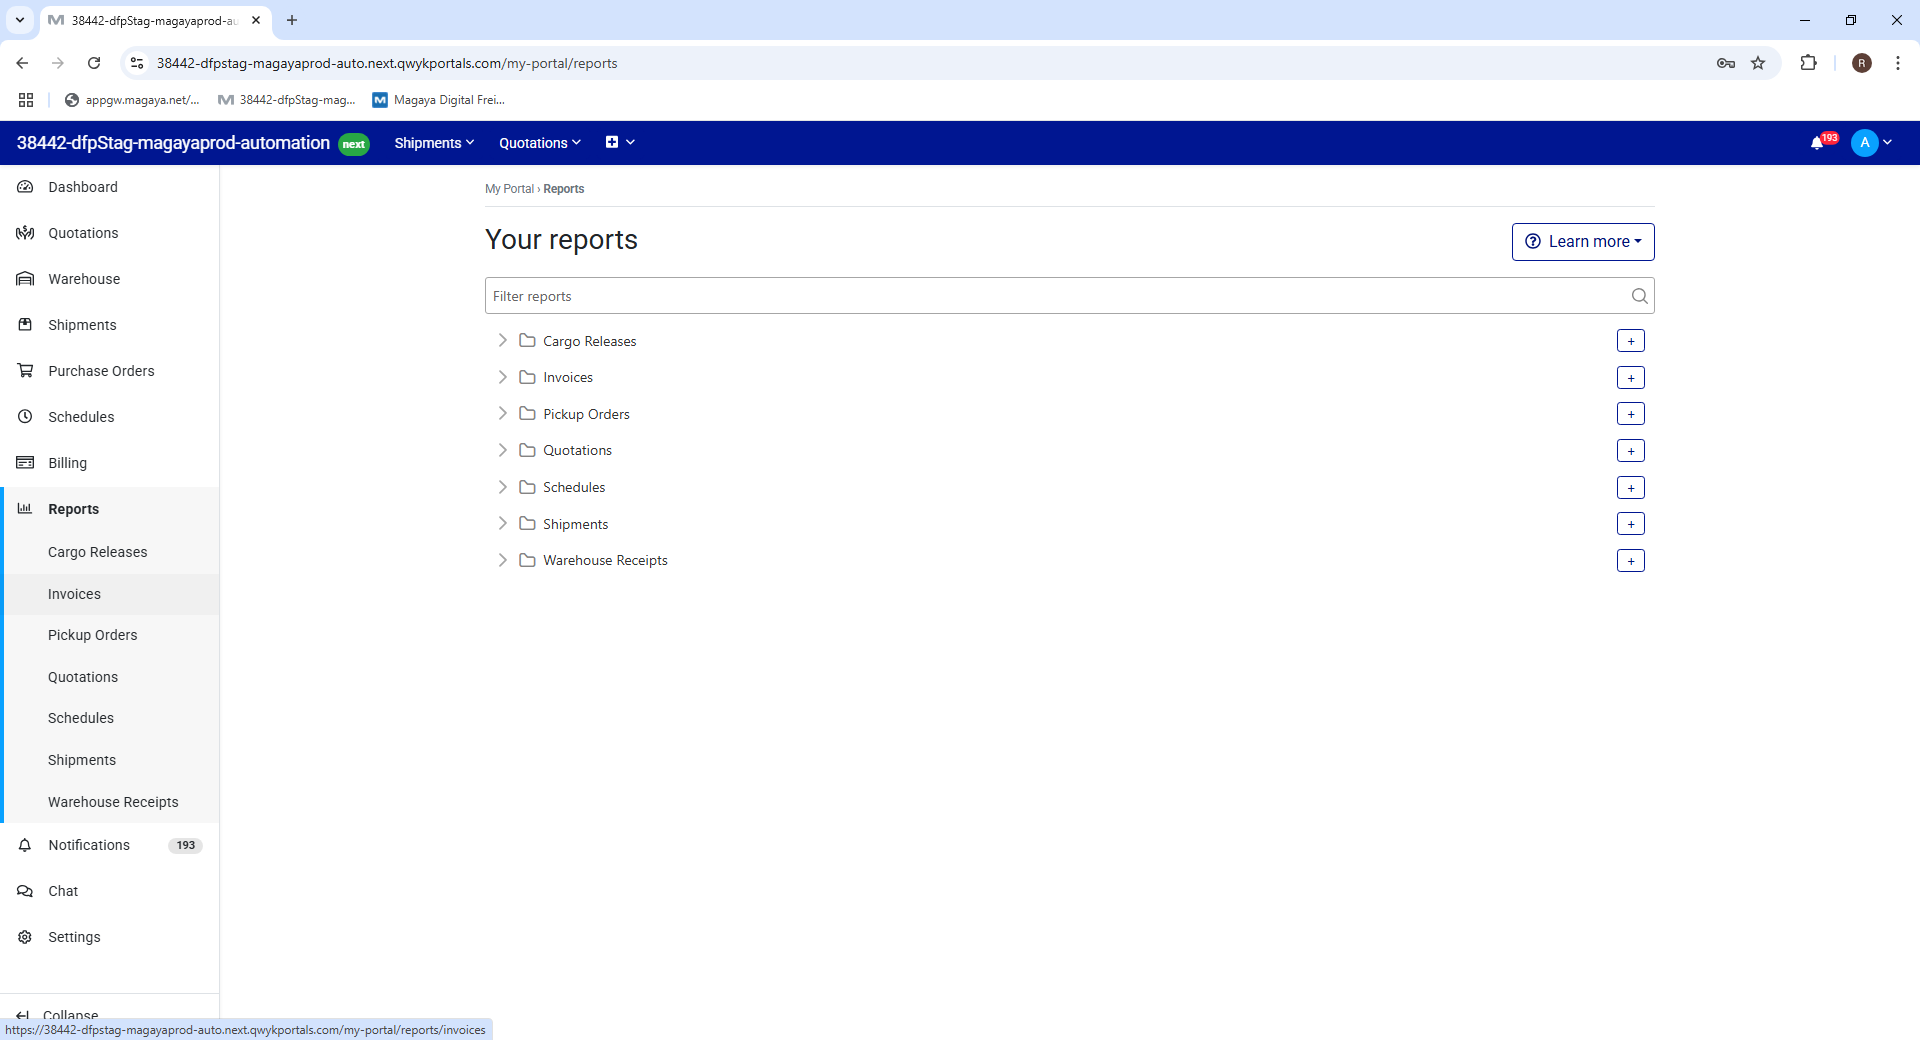 38442-dfpStag-magayaprod-au
38442-dfpstag-magayaprod-auto.next.qwykportals.com/my-portal/reports
R
appgw.magaya.net/...
38442-dfpStag-mag...
Magaya Digital Frei...
38442-dfpStag-magayaprod-automation next Shipments Quotations 193 A
Dashboard
Quotations
Warehouse
Shipments
Purchase Orders
Schedules
Billing
Reports
Cargo Releases
Invoices
Pickup Orders
Quotations
Schedules
Shipments
Warehouse Receipts
Notifications 193
Chat
Settings
Collapse
My Portal › Reports
Your reports
Learn more
Filter reports
Cargo Releases +
Invoices +
Pickup Orders +
Quotations +
Schedules +
Shipments +
Warehouse Receipts +
https://38442-dfpstag-magayaprod-auto.next.qwykportals.com/my-portal/reports/invoices